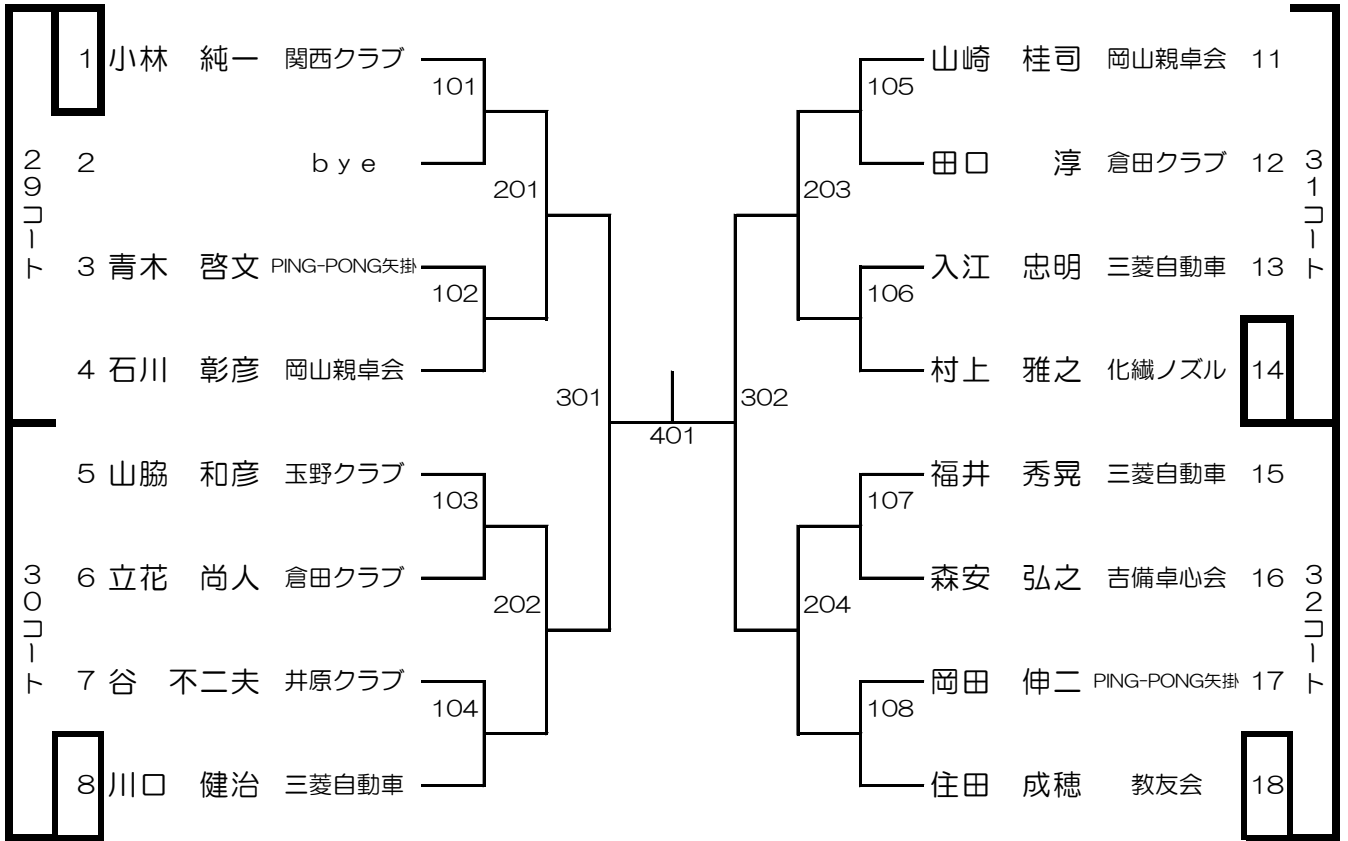 1 小林　純一 関西クラブ
101
2 ｂｙｅ
201
3 青木　啓文 PING-PONG矢掛
102
4 石川　彰彦 岡山親卓会
29コート
301
5 山脇　和彦 玉野クラブ
103
6 立花　尚人 倉田クラブ
202
7 谷　不二夫 井原クラブ
104
8 川口　健治 三菱自動車
30コート
401
山崎　桂司 岡山親卓会 11
105
田口　淳 倉田クラブ 12
203
入江　忠明 三菱自動車 13
106
村上　雅之 化繊ノズル 14
31コート
302
福井　秀晃 三菱自動車 15
107
森安　弘之 吉備卓心会 16
204
岡田　伸二 PING-PONG矢掛 17
108
住田　成穂 教友会 18
32コート